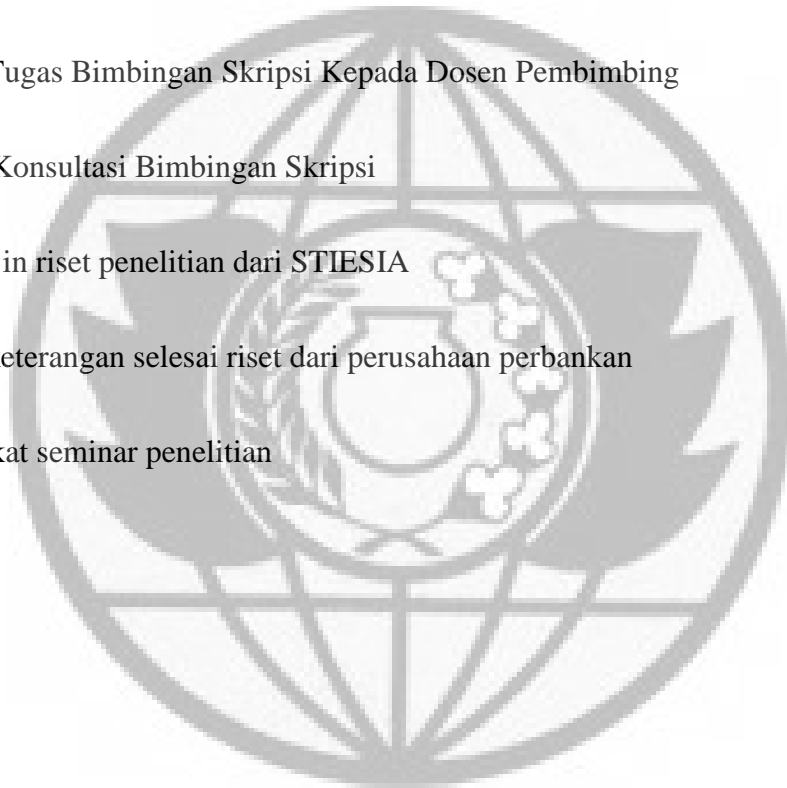 Tugas Bimbingan Skripsi Kepada Dosen Pembimbing
Konsultasi Bimbingan Skripsi
in riset penelitian dari STIESIA
keterangan selesai riset dari perusahaan perbankan
kat seminar penelitian